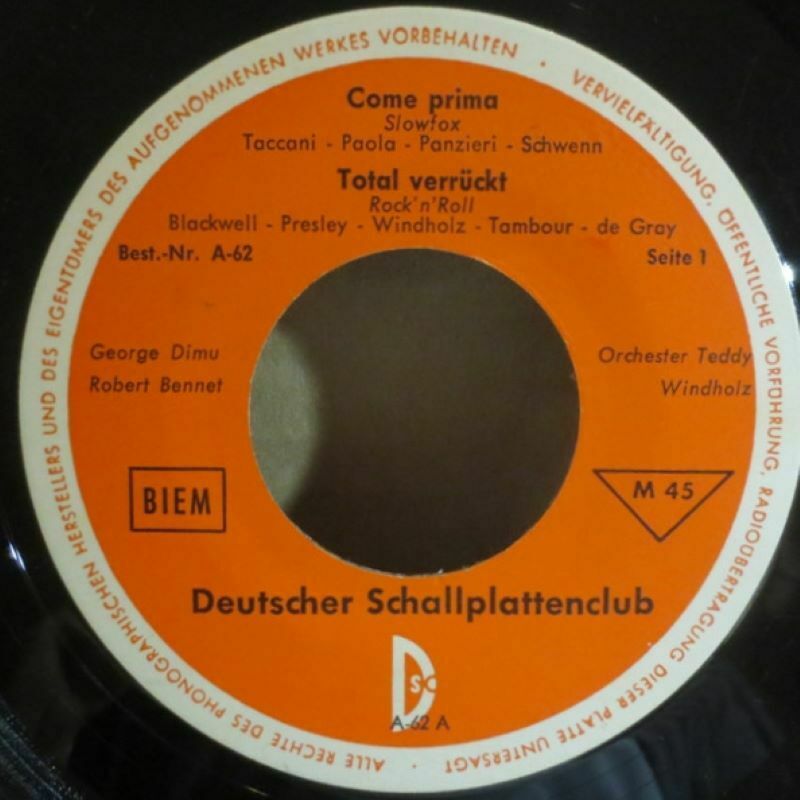 ALLE RECHTE DES PHONOGRAPHISCHEN HERSTELLERS UND DES EIGENTÜMERS DES AUFGENOMMENEN WERKES VORBEHALTEN · VERVIELFÄLTIGUNG, ÖFFENTLICHE VORFÜHRUNG, RADIOÜBERTRAGUNG DIESER PLATTE UNTERSAGT ·
Come prima
Slowfox
Taccani - Paola - Panzieri - Schwenn
Total verrückt
Rock'n'Roll
Blackwell - Presley - Windholz - Tambour - de Gray
Best.-Nr. A-62 Seite 1
George Dimu Orchester Teddy
Robert Bennet Windholz
BIEM M 45
Deutscher Schallplattenclub
DSC
A-62 A